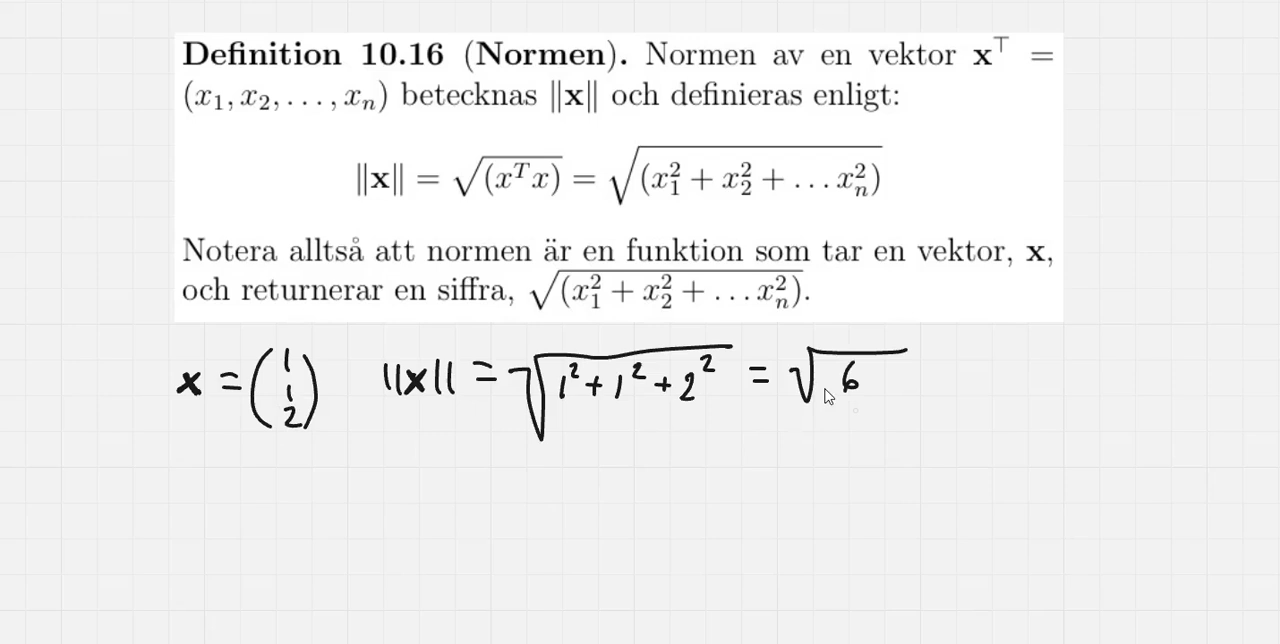 Definition 10.16 (Normen). Normen av en vektor x⊤ =
(x₁, x₂, . . . , xₙ) betecknas ‖x‖ och definieras enligt:
‖x‖ = √(xᵀx) = √(x₁² + x₂² + . . . xₙ²)
Notera alltså att normen är en funktion som tar en vektor, x,
och returnerar en siffra, √(x₁² + x₂² + . . . xₙ²).
x = (1 1 2) ||x|| = √1² + 1² + 2² = √6